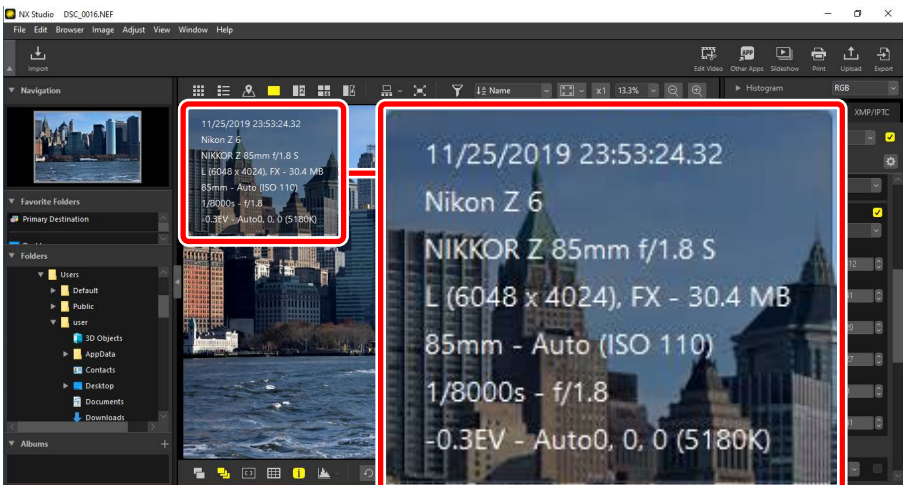 NX Studio DSC_0016.NEF
File Edit Browser Image Adjust View Window Help
Import
Edit Video Other Apps Slideshow Print Upload Export
Navigation
Name x1 13.3%
Histogram RGB
XMP/IPTC
11/25/2019 23:53:24.32
Nikon Z 6
NIKKOR Z 85mm f/1.8 S
L (6048 x 4024), FX - 30.4 MB
85mm - Auto (ISO 110)
1/8000s - f/1.8
-0.3EV - Auto0, 0, 0 (5180K)
11/25/2019 23:53:24.32
Nikon Z 6
NIKKOR Z 85mm f/1.8 S
L (6048 x 4024), FX - 30.4 MB
85mm - Auto (ISO 110)
1/8000s - f/1.8
-0.3EV - Auto0, 0, 0 (5180K)
Favorite Folders
Primary Destination
Folders
Users
Default
Public
user
3D Objects
AppData
Contacts
Desktop
Documents
Downloads
Albums